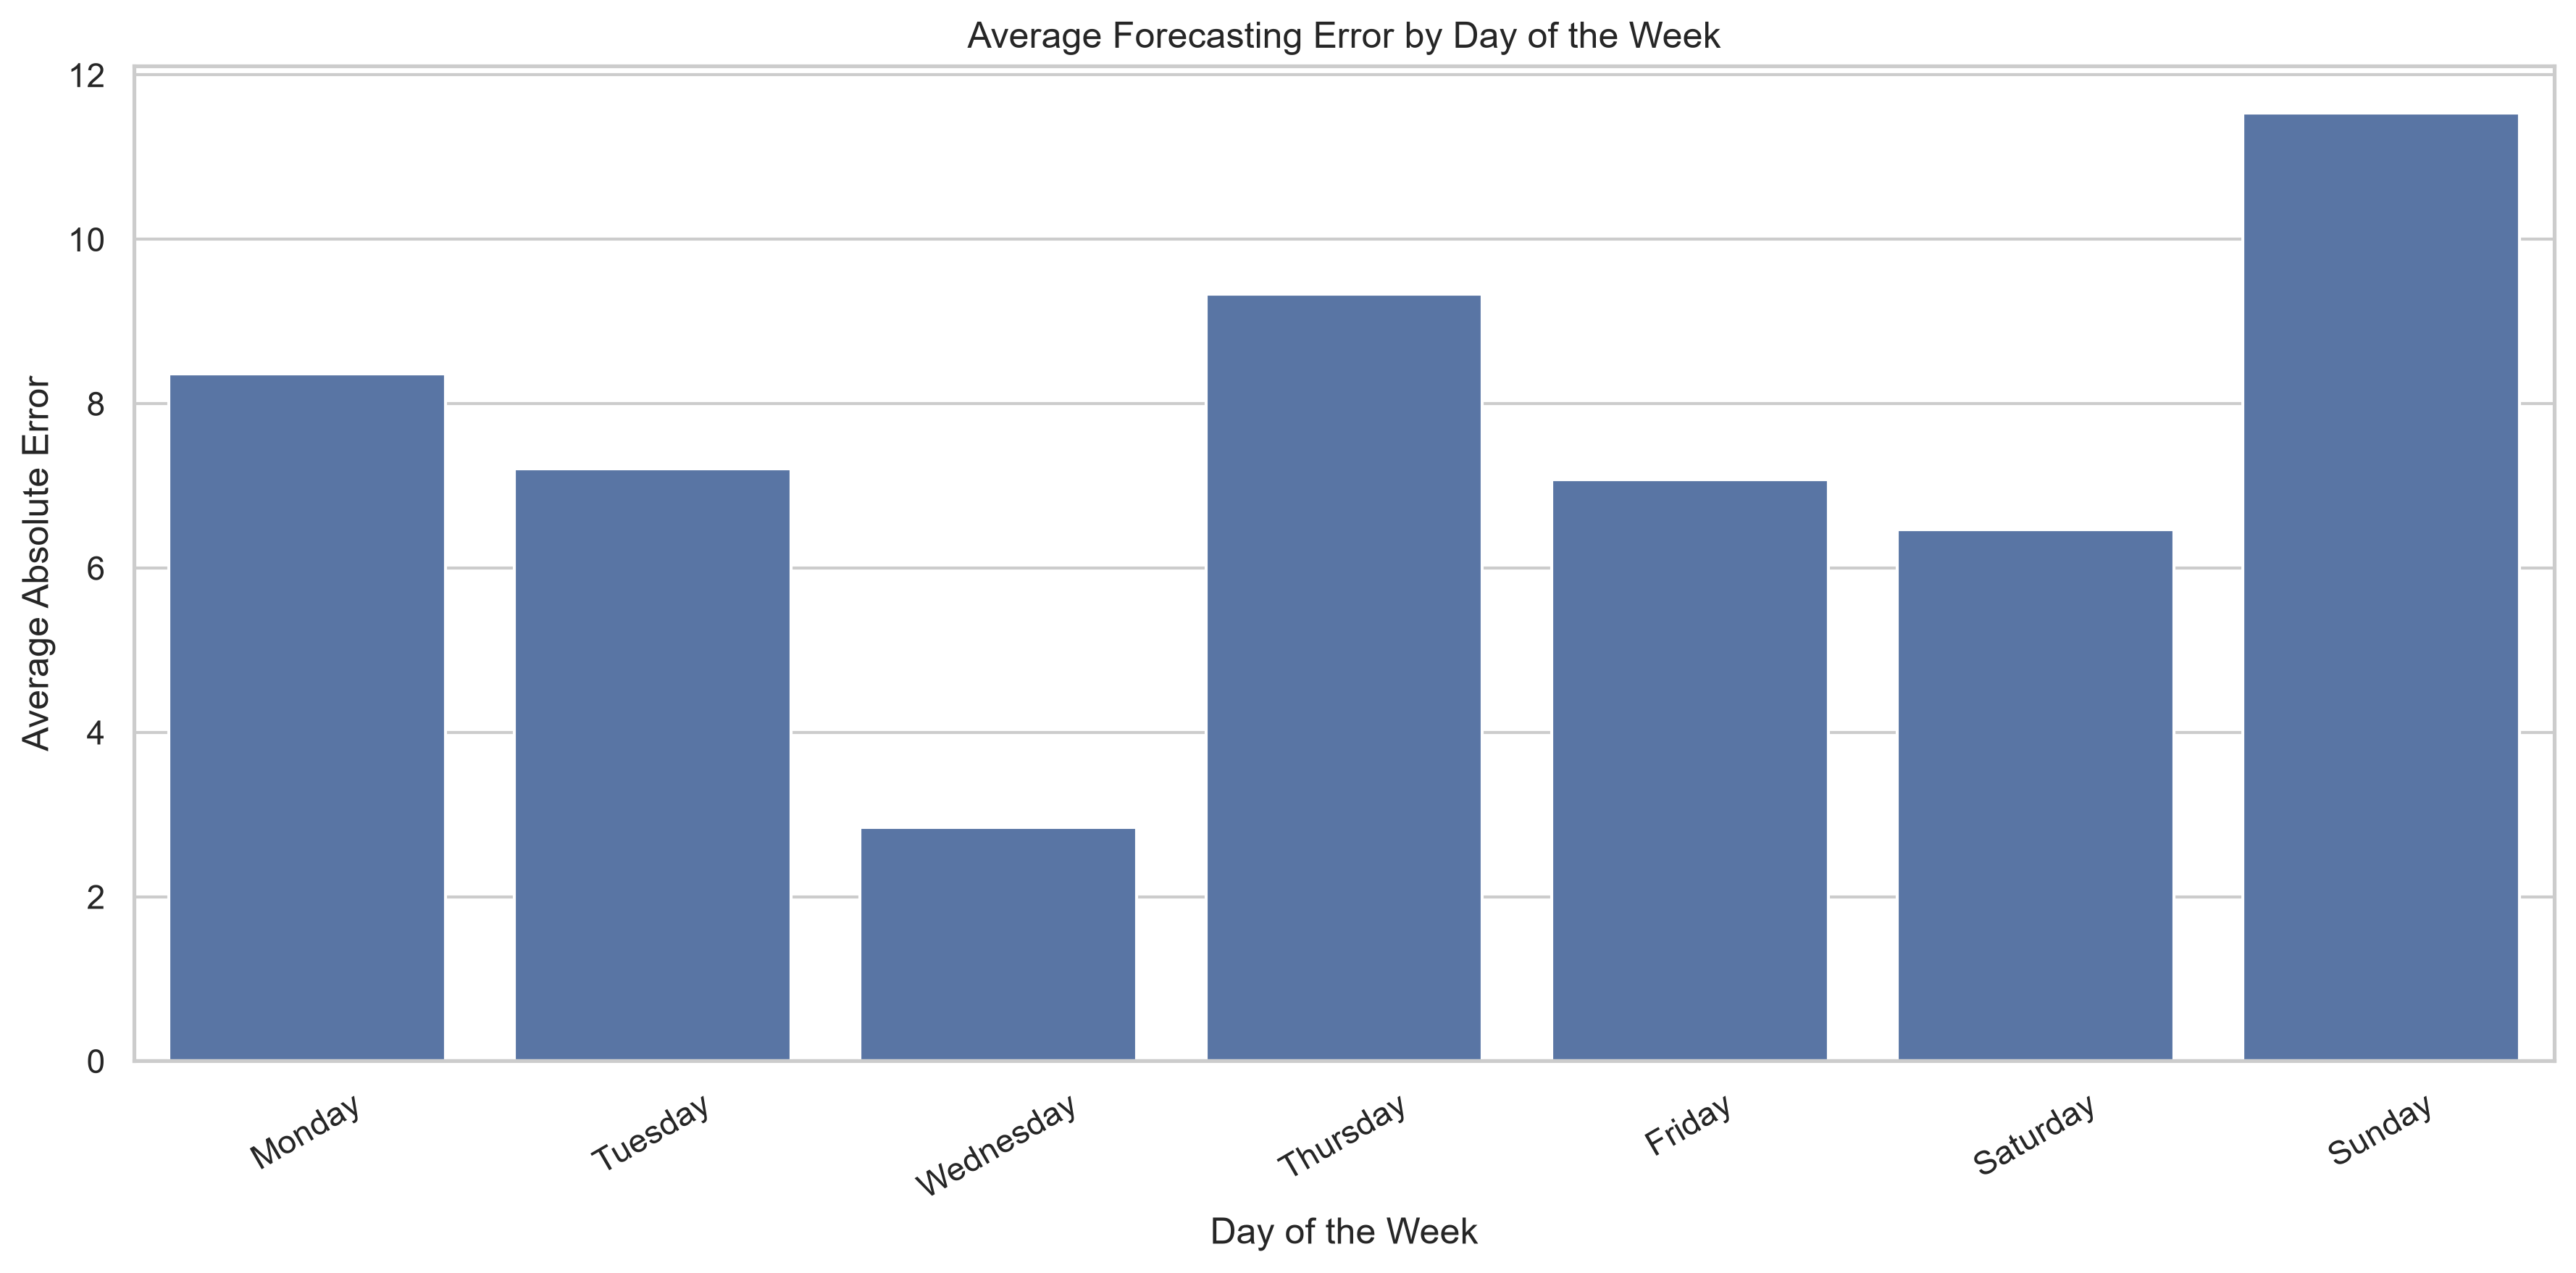 Average Forecasting Error by Day of the Week
12
10
8
6
4
2
0
Average Absolute Error
Monday
Tuesday
Wednesday
Thursday
Friday
Saturday
Sunday
Day of the Week